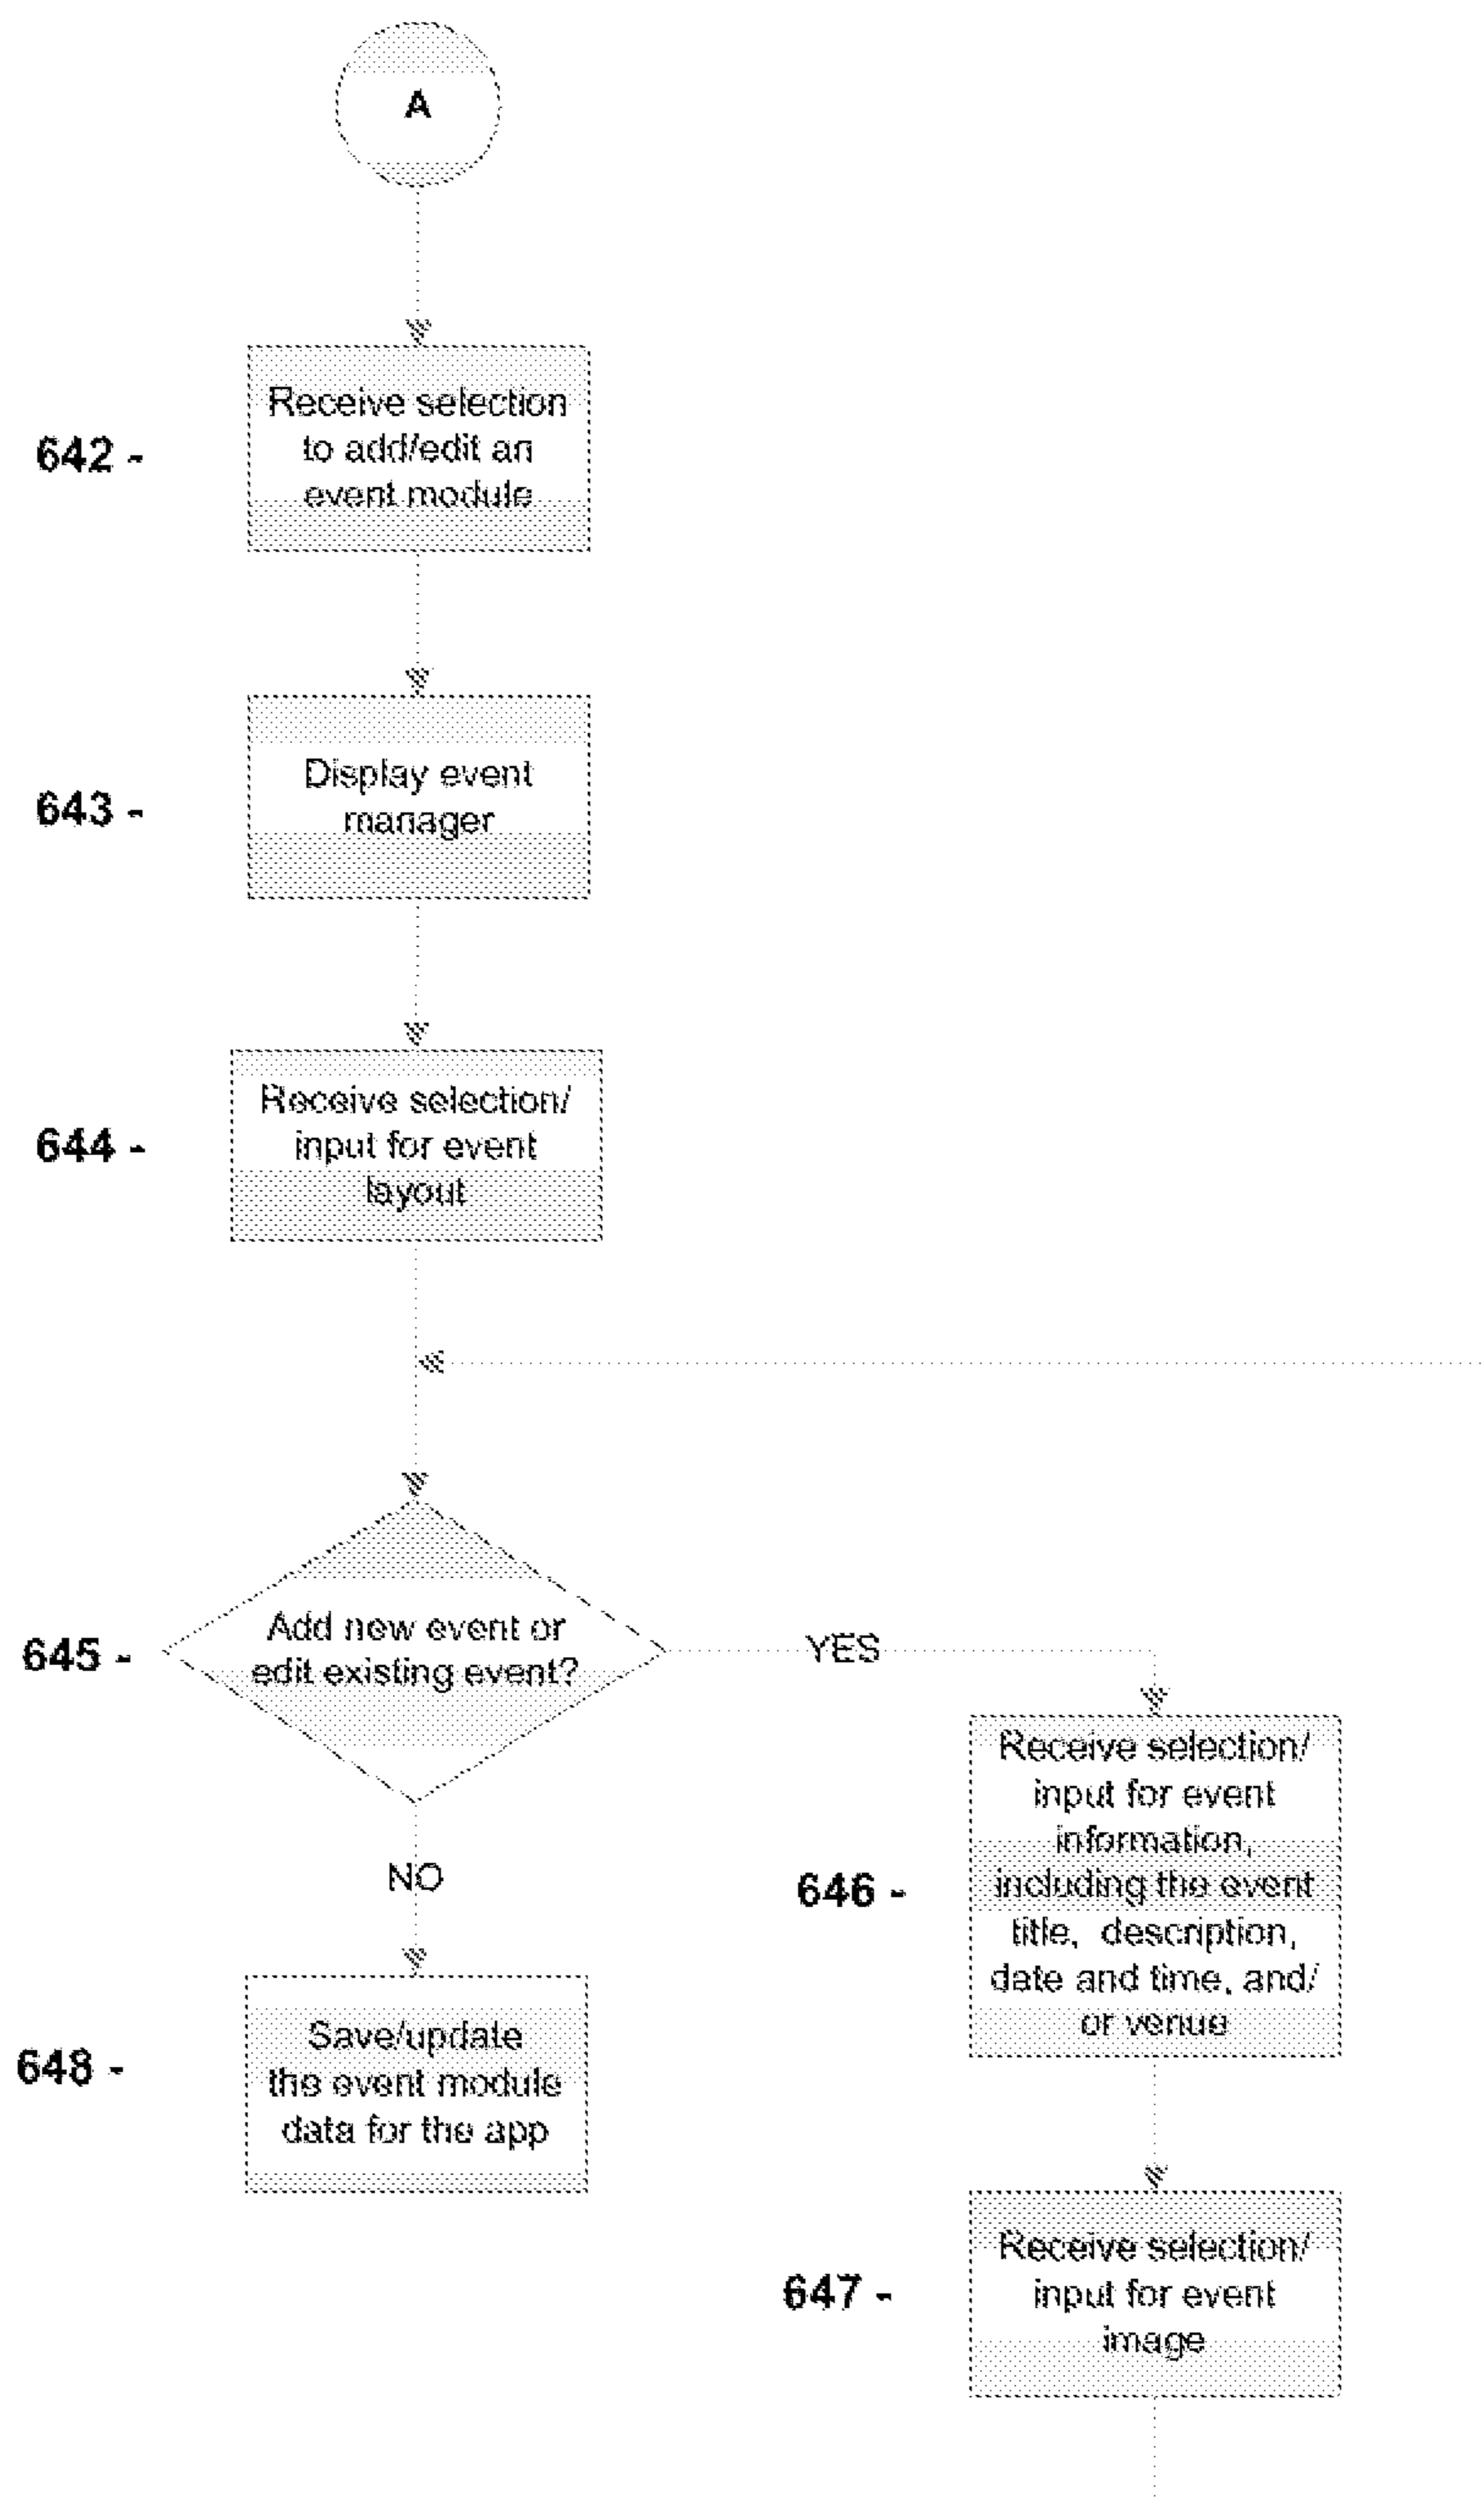 A
642 -
Receive selection
to add/edit an
event module
643 -
Display event
manager
644 -
Receive selection/
input for event
layout
645 -
Add new event or
edit existing event?
YES
NO
646 -
Receive selection/
input for event
information,
including the event
title, description,
date and time, and/
or venue
648 -
Save/update
the event module
data for the app
647 -
Receive selection/
input for event
image